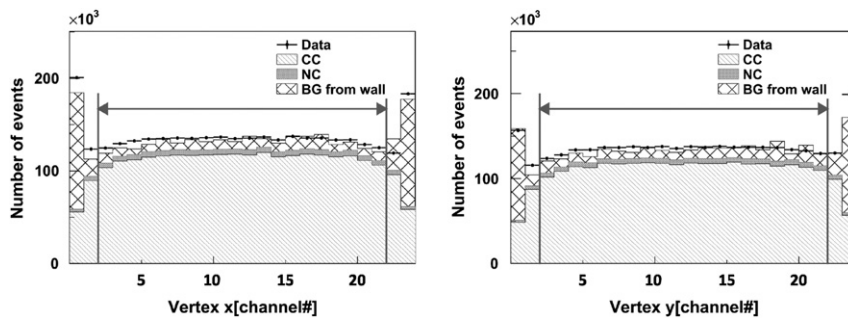 ×10³
200
100
0
Number of events
Data
CC
NC
BG from wall
5
10
15
20
Vertex x[channel#]
×10³
200
100
0
Number of events
Data
CC
NC
BG from wall
5
10
15
20
Vertex y[channel#]